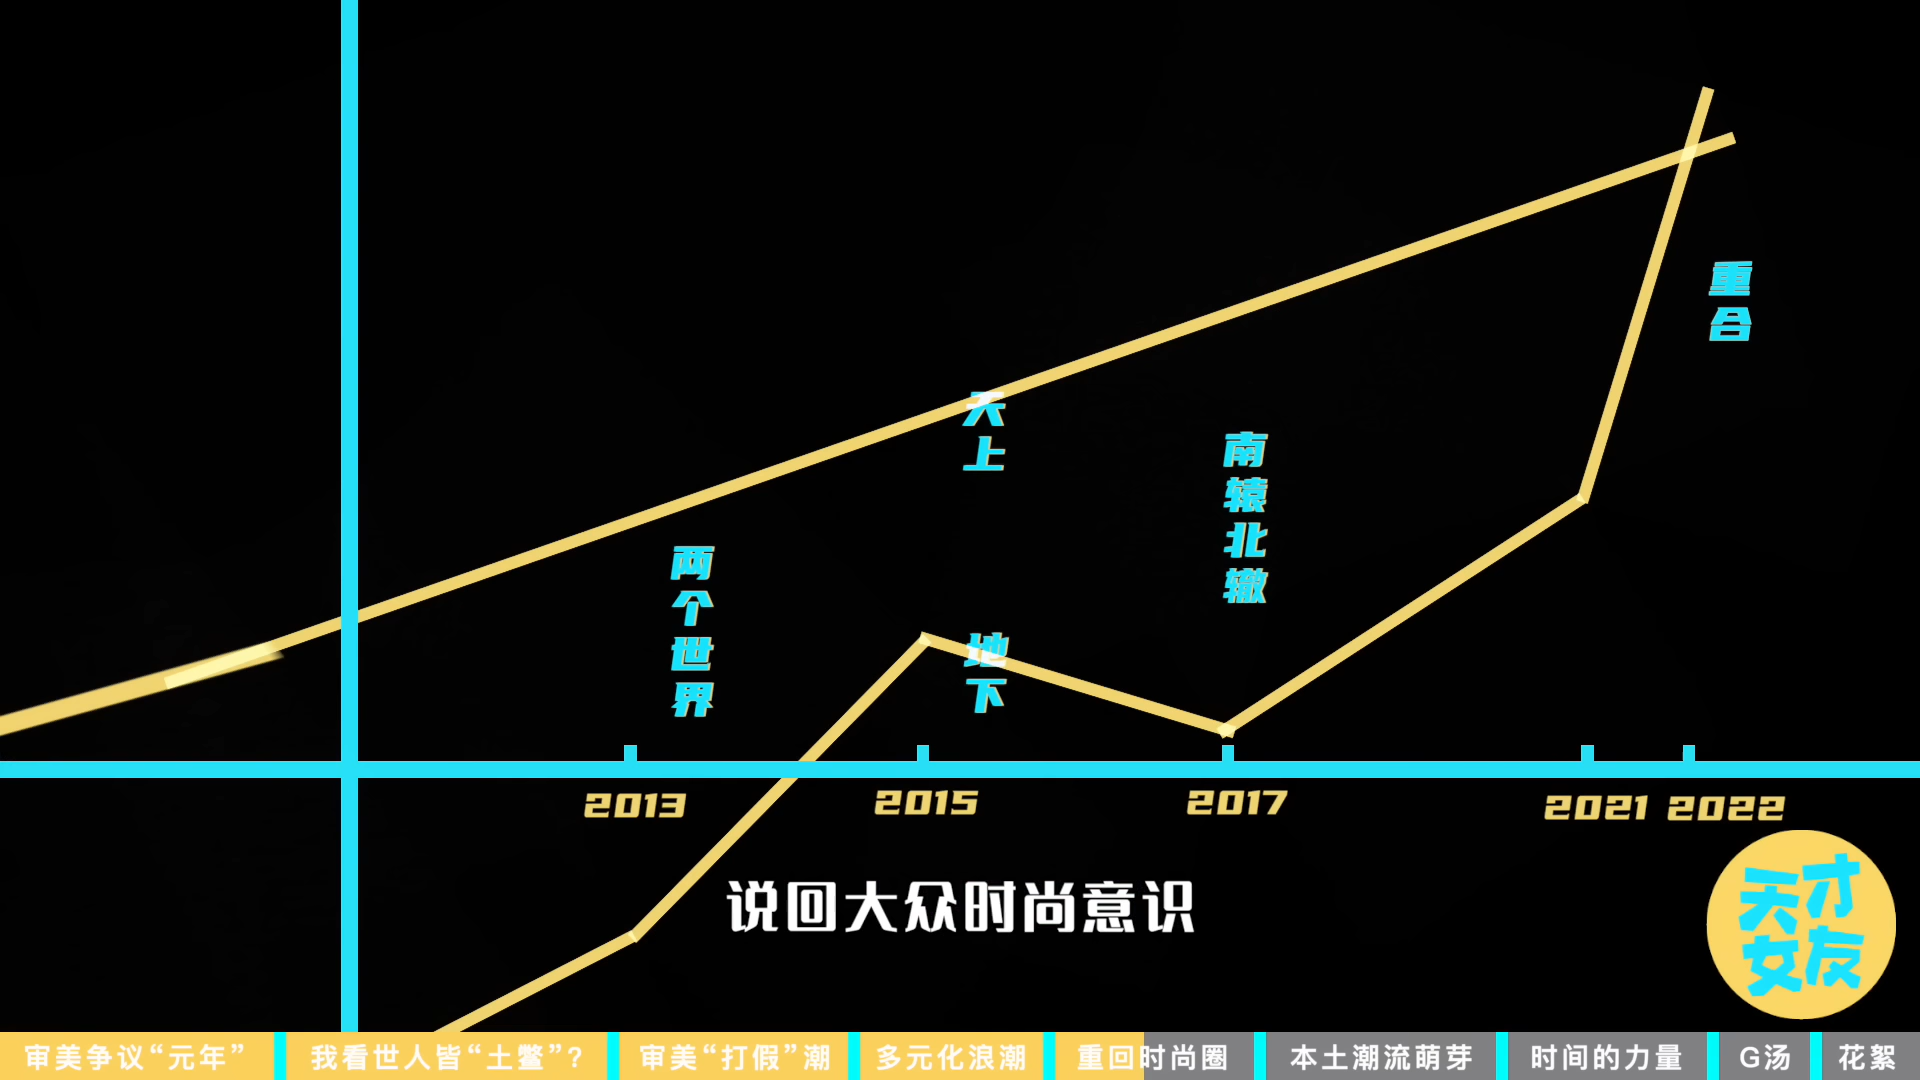 重合
天上
南辕北辙
两个世界
地下
2013
2015
2017
2021
2022
说回大众时尚意识
天才
女友
审美争议“元年”
我看世人皆“土鳖”?
审美“打假”潮
多元化浪潮
重回时尚圈
本土潮流萌芽
时间的力量
G汤
花絮